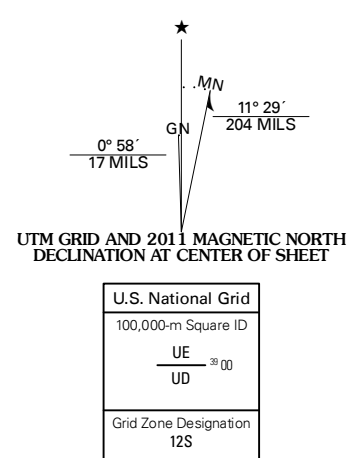 ★
MN
GN
11° 29´
204 MILS
0° 58´
17 MILS
UTM GRID AND 2011 MAGNETIC NORTH
DECLINATION AT CENTER OF SHEET
U.S. National Grid
100,000-m Square ID
UE
39 00
UD
Grid Zone Designation
12S